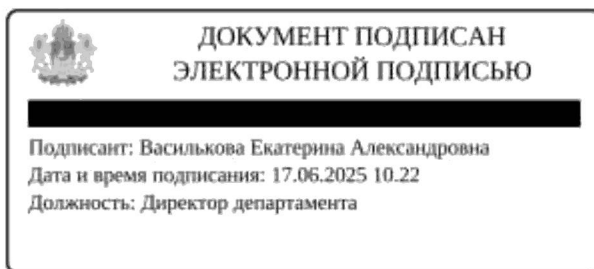 ДОКУМЕНТ ПОДПИСАН
ЭЛЕКТРОННОЙ ПОДПИСЬЮ
Подписант: Василькова Екатерина Александровна
Дата и время подписания: 17.06.2025 10.22
Должность: Директор департамента